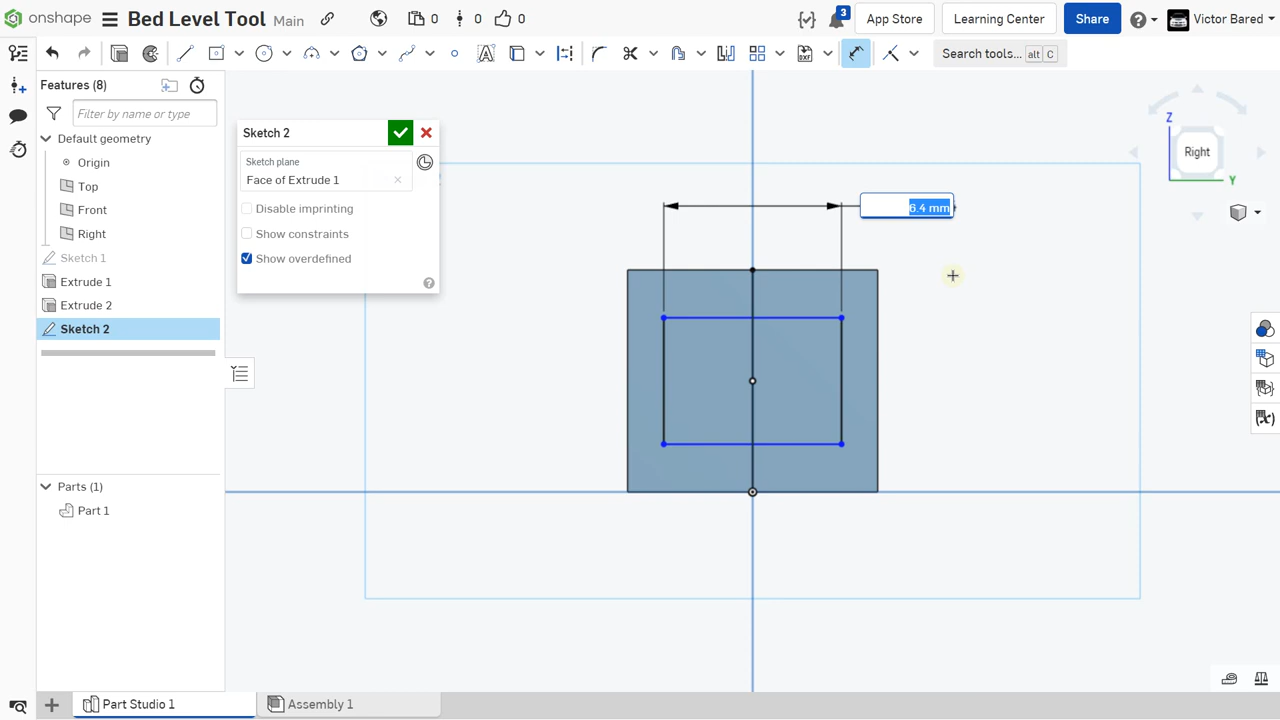 onshape
Bed Level Tool Main
0
0
0
3
App Store
Learning Center
Share
Victor Bared
Search tools... alt C
Features (8)
Filter by name or type
Default geometry
Origin
Top
Front
Right
Sketch 1
Extrude 1
Extrude 2
Sketch 2
Sketch 2
Sketch plane
Face of Extrude 1
Disable imprinting
Show constraints
Show overdefined
6.4 mm
Z
Right
Y
Parts (1)
Part 1
Part Studio 1
Assembly 1